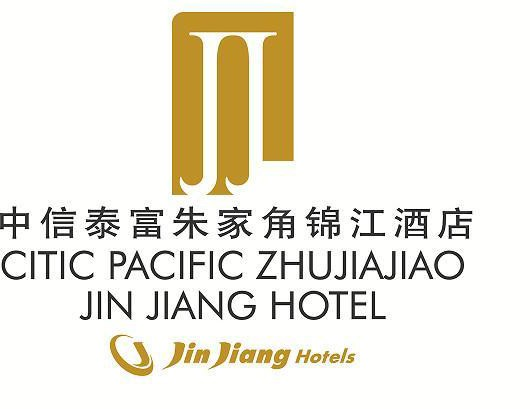 JJ
中信泰富朱家角锦江酒店
CITIC PACIFIC ZHUJIAJIAO
JIN JIANG HOTEL
Jin Jiang Hotels